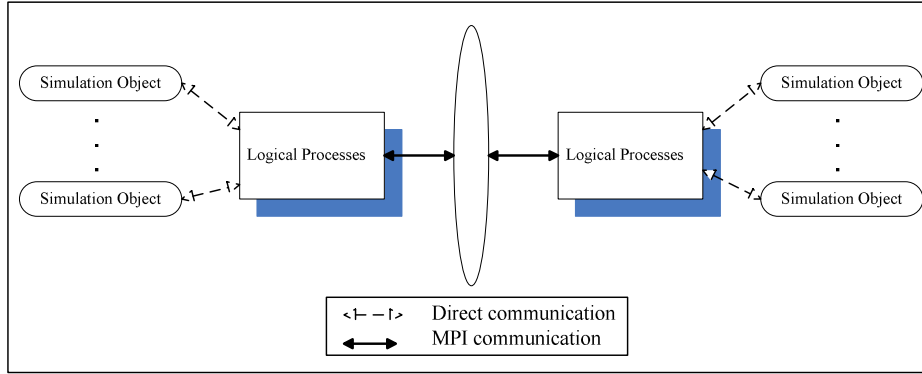 Simulation Object
Simulation Object
Logical Processes
Logical Processes
Simulation Object
Simulation Object
Direct communication
MPI communication